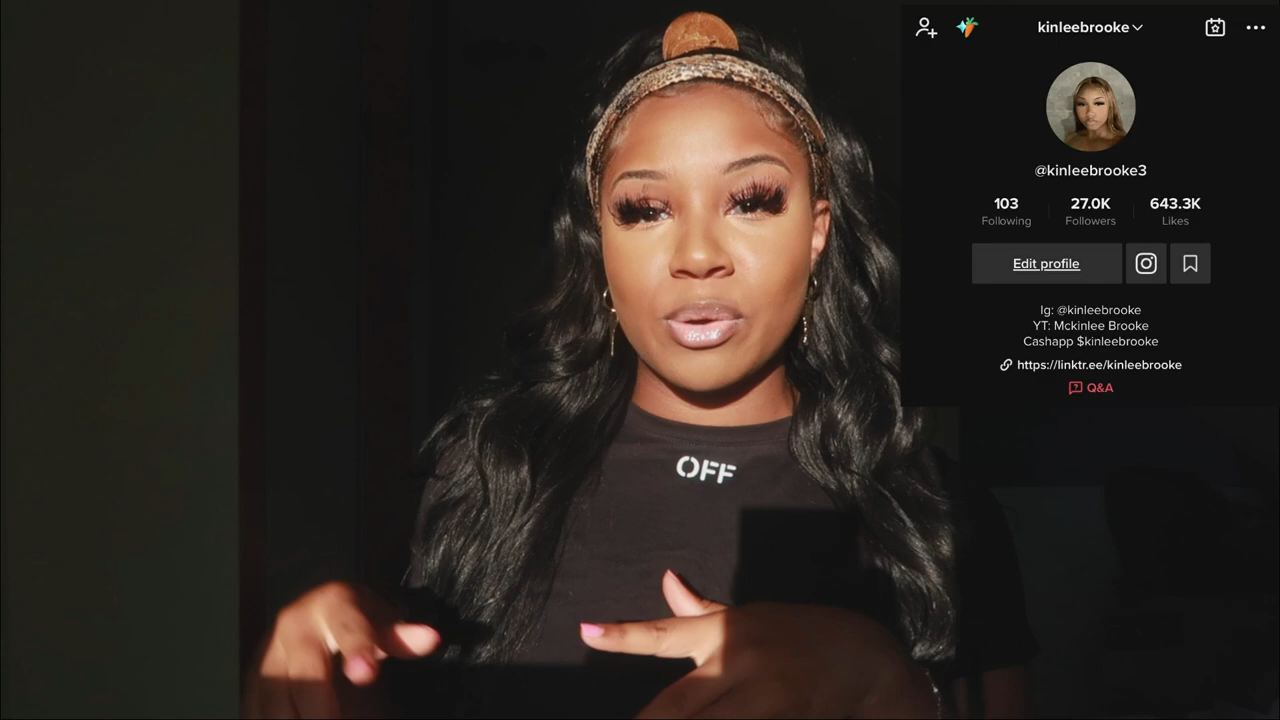 kinleebrooke
@kinleebrooke3
103 27.0K 643.3K
Following Followers Likes
Edit profile
Ig: @kinleebrooke
YT: Mckinlee Brooke
Cashapp $kinleebrooke
https://linktr.ee/kinleebrooke
Q&A
OFF